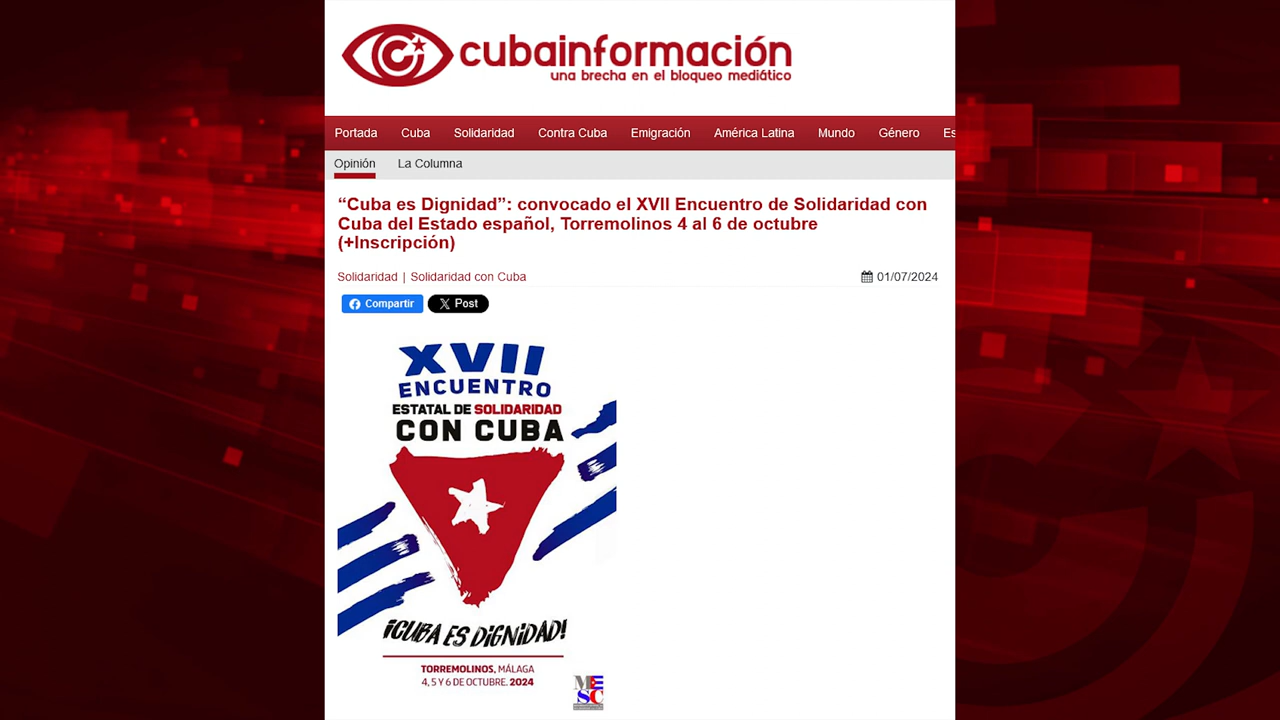 cubainformación
una brecha en el bloqueo mediático
Portada Cuba Solidaridad Contra Cuba Emigración América Latina Mundo Género Es
Opinión La Columna
“Cuba es Dignidad”: convocado el XVII Encuentro de Solidaridad con
Cuba del Estado español, Torremolinos 4 al 6 de octubre
(+Inscripción)
Solidaridad | Solidaridad con Cuba 01/07/2024
Compartir Post
XVII
ENCUENTRO
ESTATAL DE SOLIDARIDAD
CON CUBA
¡CUBA ES DIGNIDAD!
TORREMOLINOS, MÁLAGA
4, 5 Y 6 DE OCTUBRE. 2024
MESC